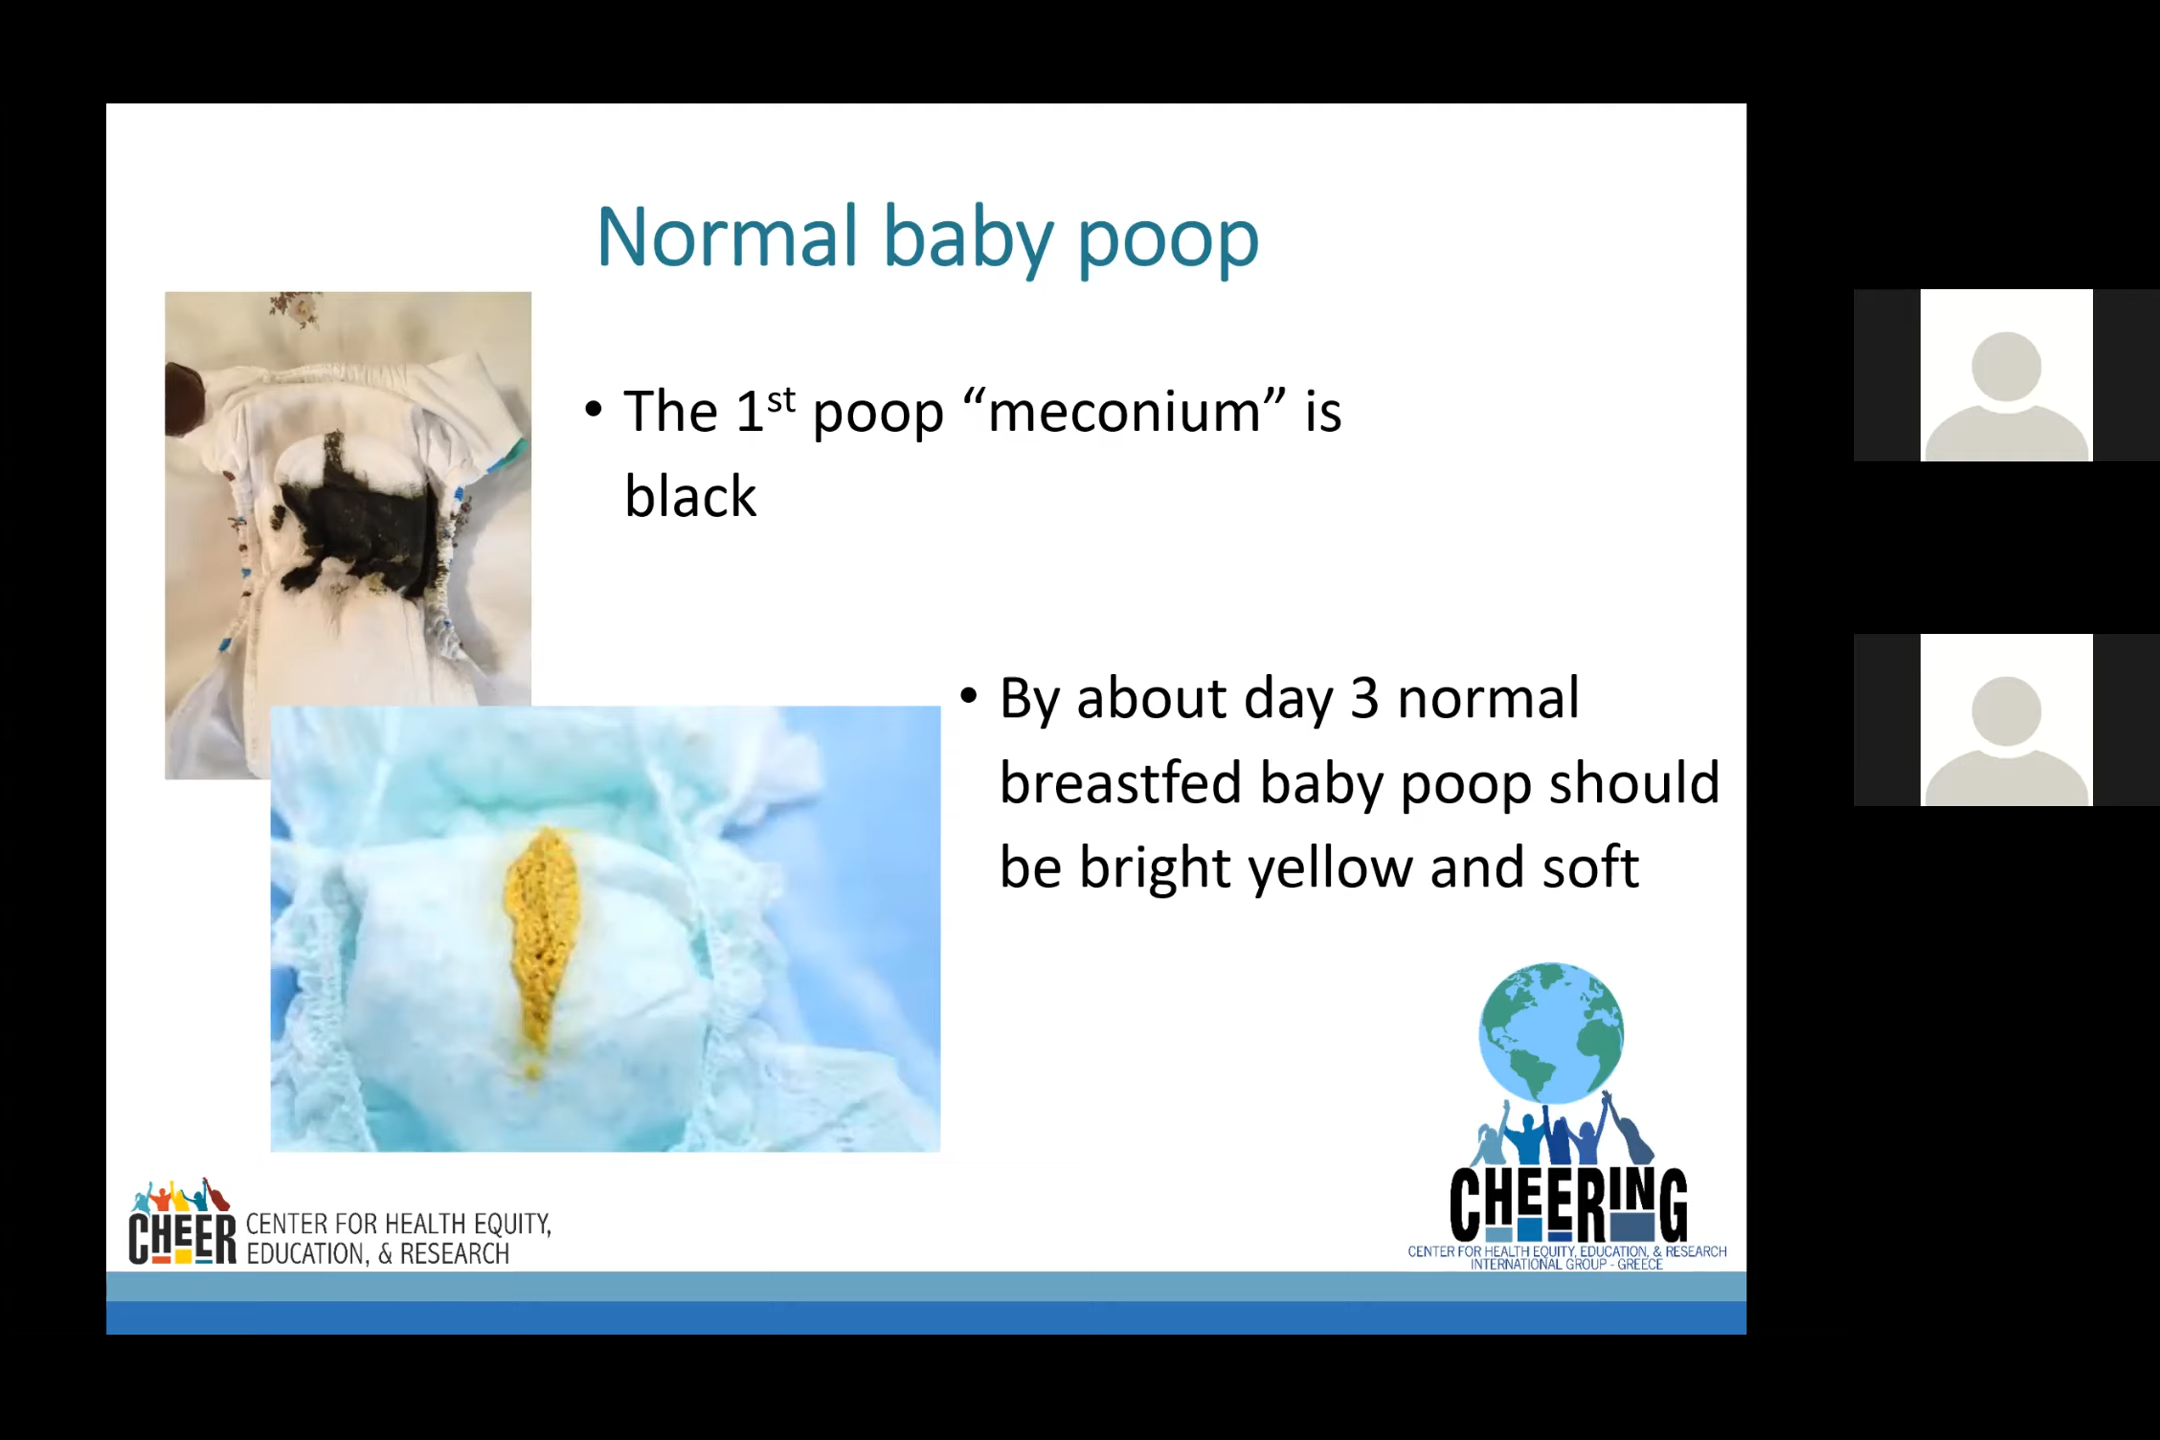 Normal baby poop
• The 1st poop “meconium” is
black
• By about day 3 normal
breastfed baby poop should
be bright yellow and soft
CHEER
CENTER FOR HEALTH EQUITY,
EDUCATION, & RESEARCH
CHEERING
CENTER FOR HEALTH EQUITY, EDUCATION, & RESEARCH
INTERNATIONAL GROUP - GREECE